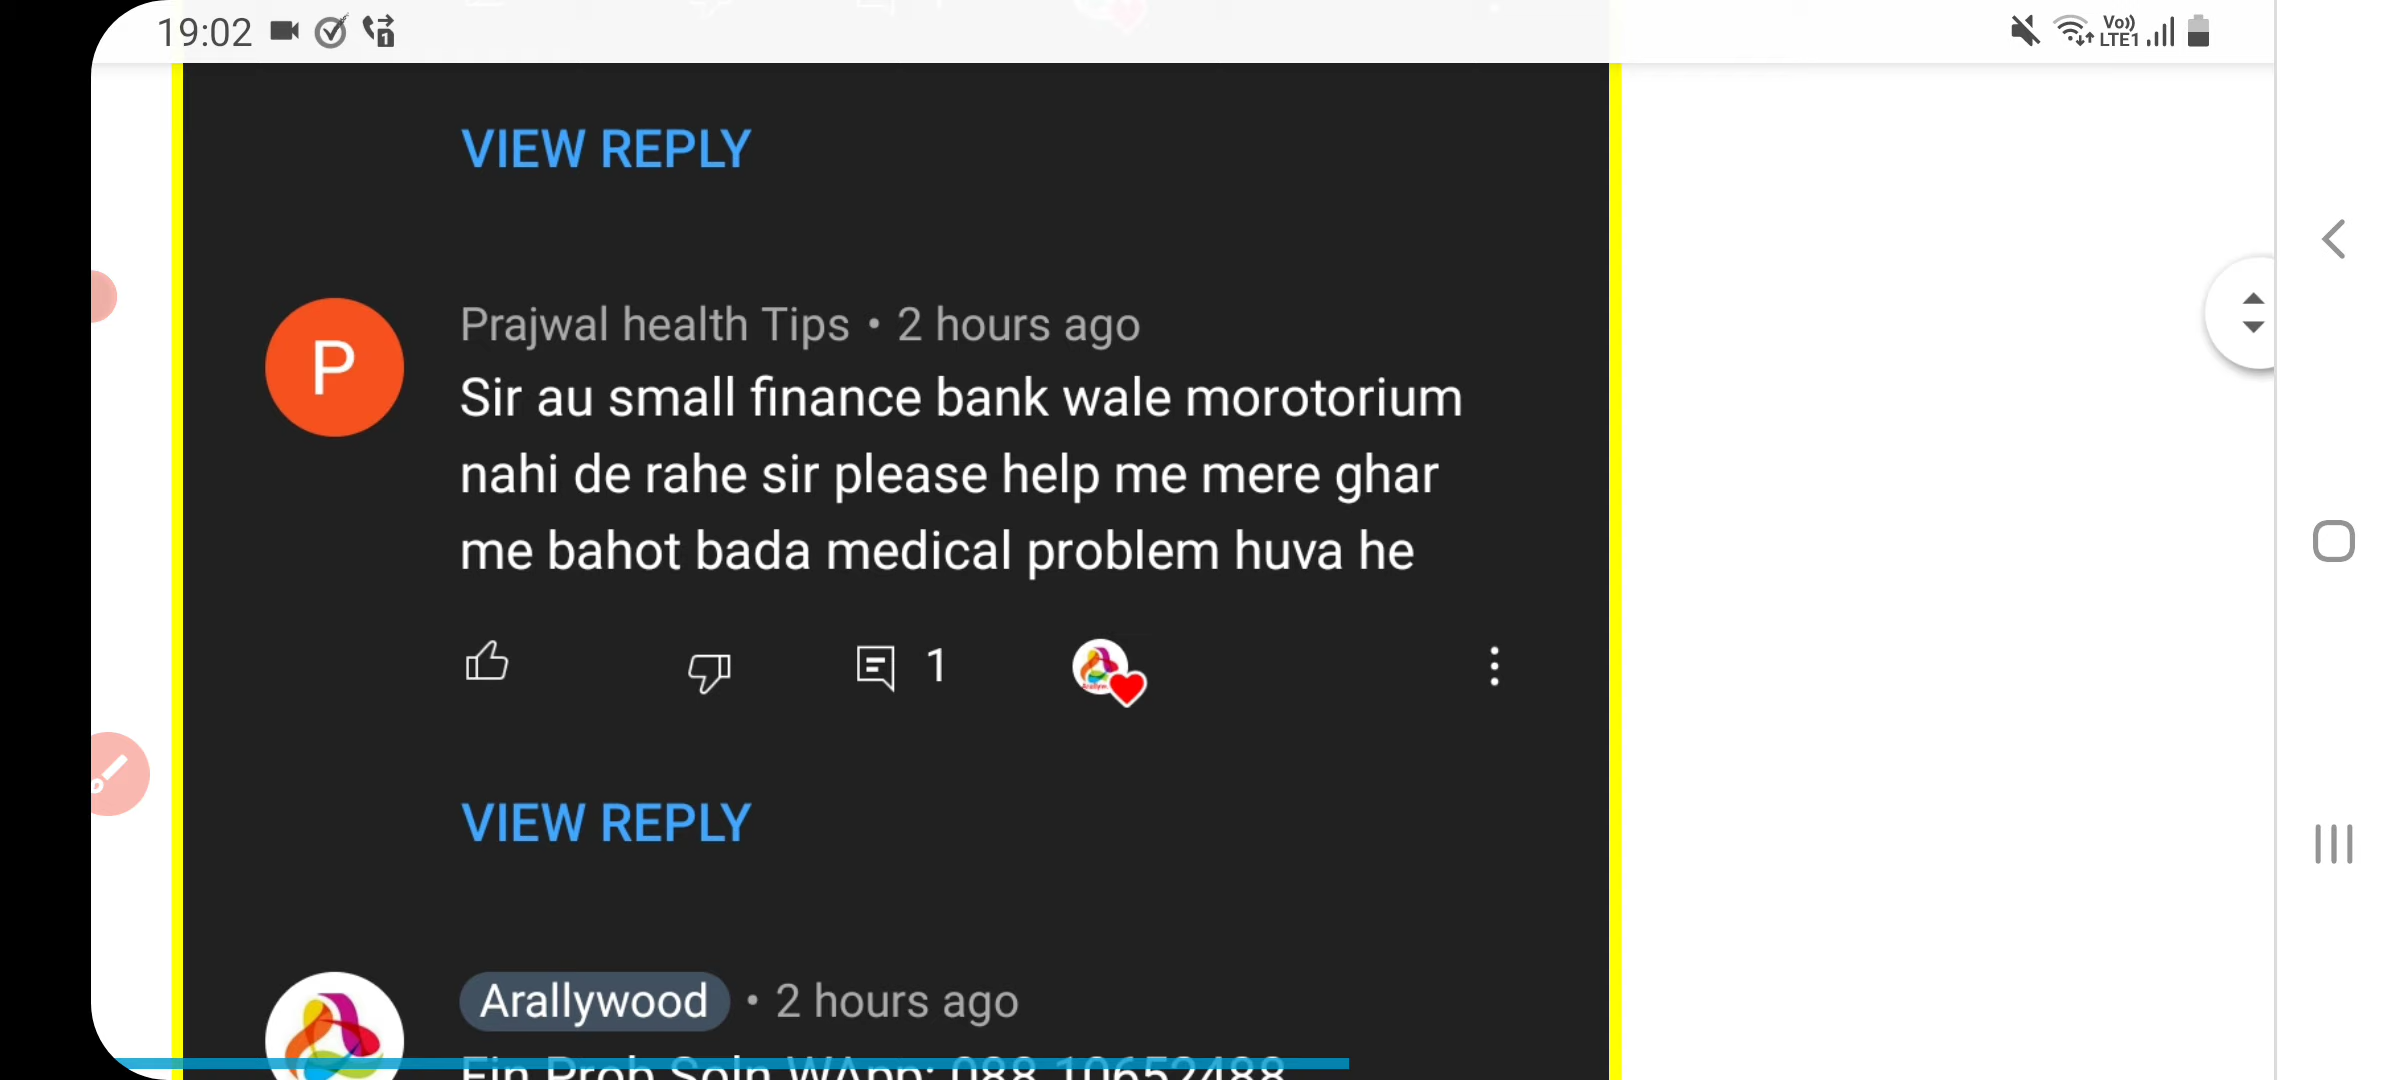 19:02
Vo)) LTE1
VIEW REPLY
P
Prajwal health Tips • 2 hours ago
Sir au small finance bank wale morotorium
nahi de rahe sir please help me mere ghar
me bahot bada medical problem huva he
1
VIEW REPLY
Arallywood • 2 hours ago
Fin Prob Soln WApp: 088 10652488